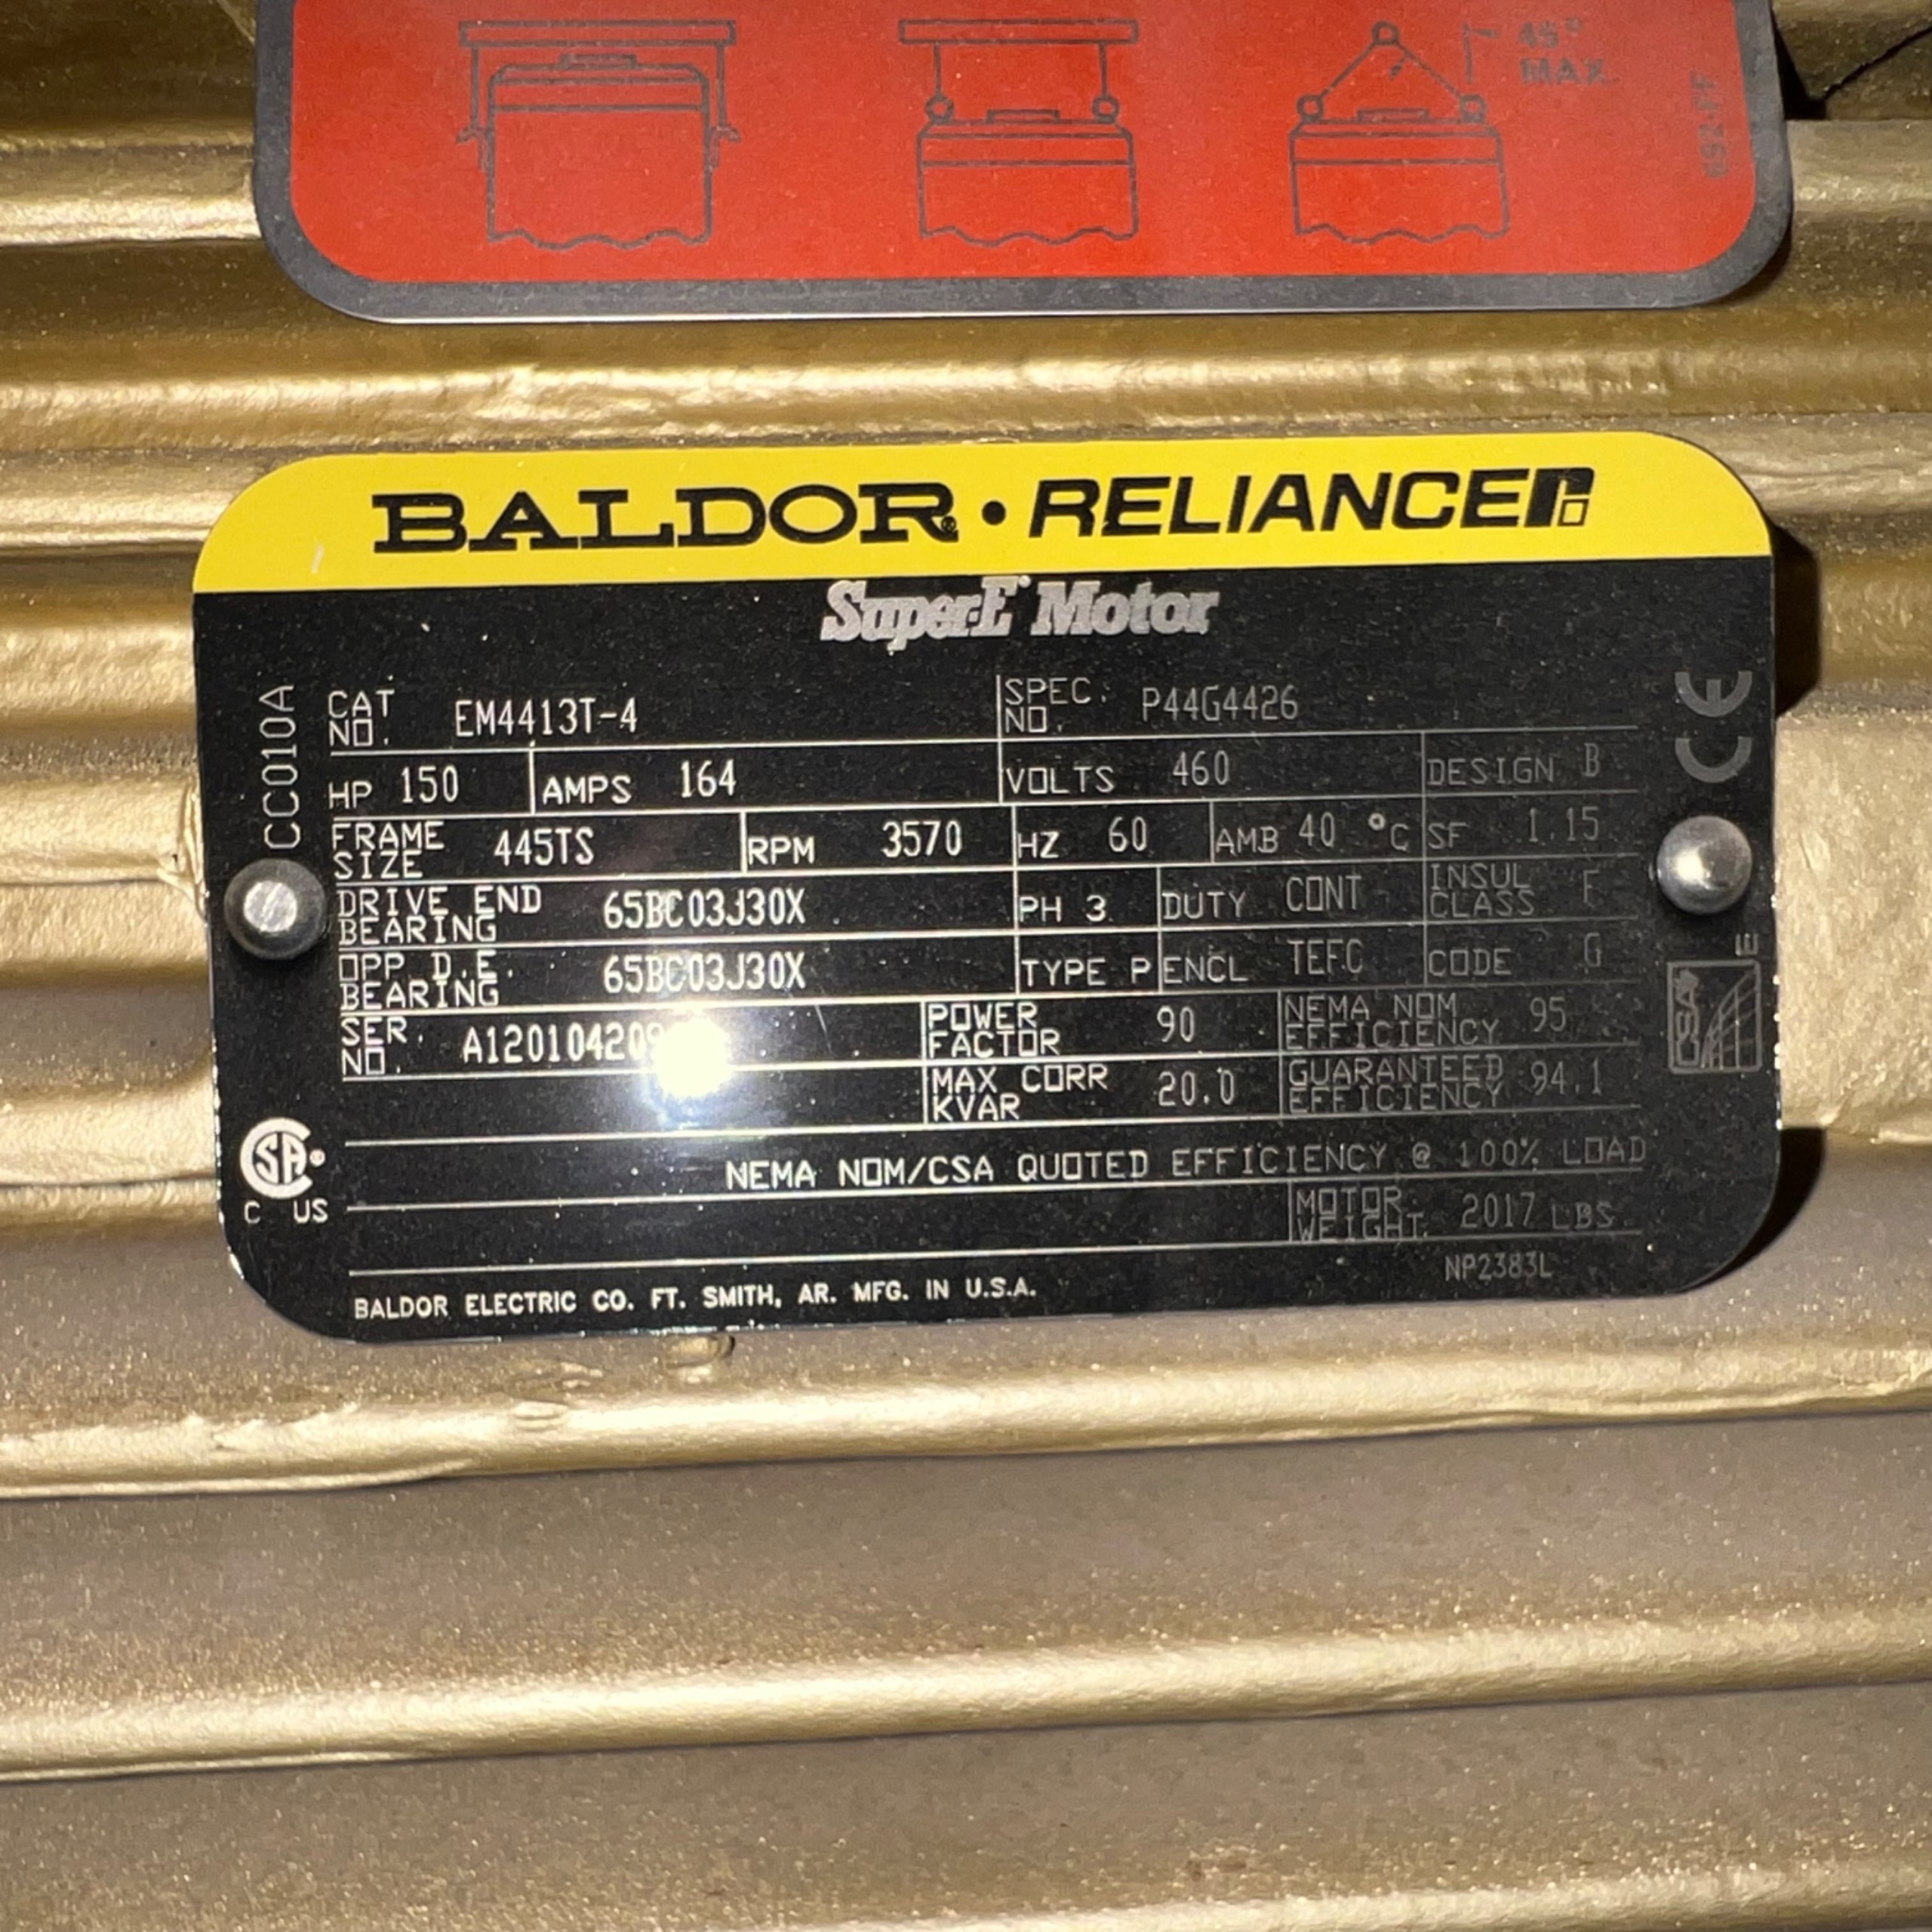 45° MAX.
BALDOR • RELIANCE
Super-E® Motor
CC010A
CAT NO. EM4413T-4 SPEC. NO. P44G4426
HP 150 AMPS 164 VOLTS 460 DESIGN B
FRAME SIZE 445TS RPM 3570 HZ 60 AMB 40 °C SF 1.15
DRIVE END BEARING 65BC03J30X PH 3 DUTY CONT INSUL CLASS F
OPP D.E. BEARING 65BC03J30X TYPE P ENCL TEFC CODE G
SER. NO. POWER FACTOR 90 NEMA NOM EFFICIENCY 95
MAX CORR KVAR 20.0 GUARANTEED EFFICIENCY 94.1
NEMA NOM/CSA QUOTED EFFICIENCY @ 100% LOAD
MOTOR WEIGHT 2017 LBS.
NP2383L
BALDOR ELECTRIC CO. FT. SMITH, AR. MFG. IN U.S.A.
CE
CSA E
SA® C US